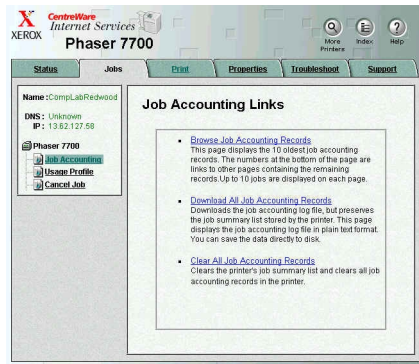 XEROX
CentreWare
Internet Services
Phaser 7700
More Printers
Index
Help
Status
Jobs
Print
Properties
Troubleshoot
Support
Name :CompLabRedwood
DNS : Unknown
IP : 13.62.127.58
Phaser 7700
Job Accounting
Usage Profile
Cancel Job
Job Accounting Links
Browse Job Accounting Records
This page displays the 10 oldest job accounting
records. The numbers at the bottom of the page are
links to other pages containing the remaining
records.Up to 10 jobs are displayed on each page.
Download All Job Accounting Records
Downloads the job accounting log file, but preserves
the job summary list stored by the printer. This page
displays the job accounting log file in plain text format.
You can save the data directly to disk.
Clear All Job Accounting Records
Clears the printer's job summary list and clears all job
accounting records in the printer.